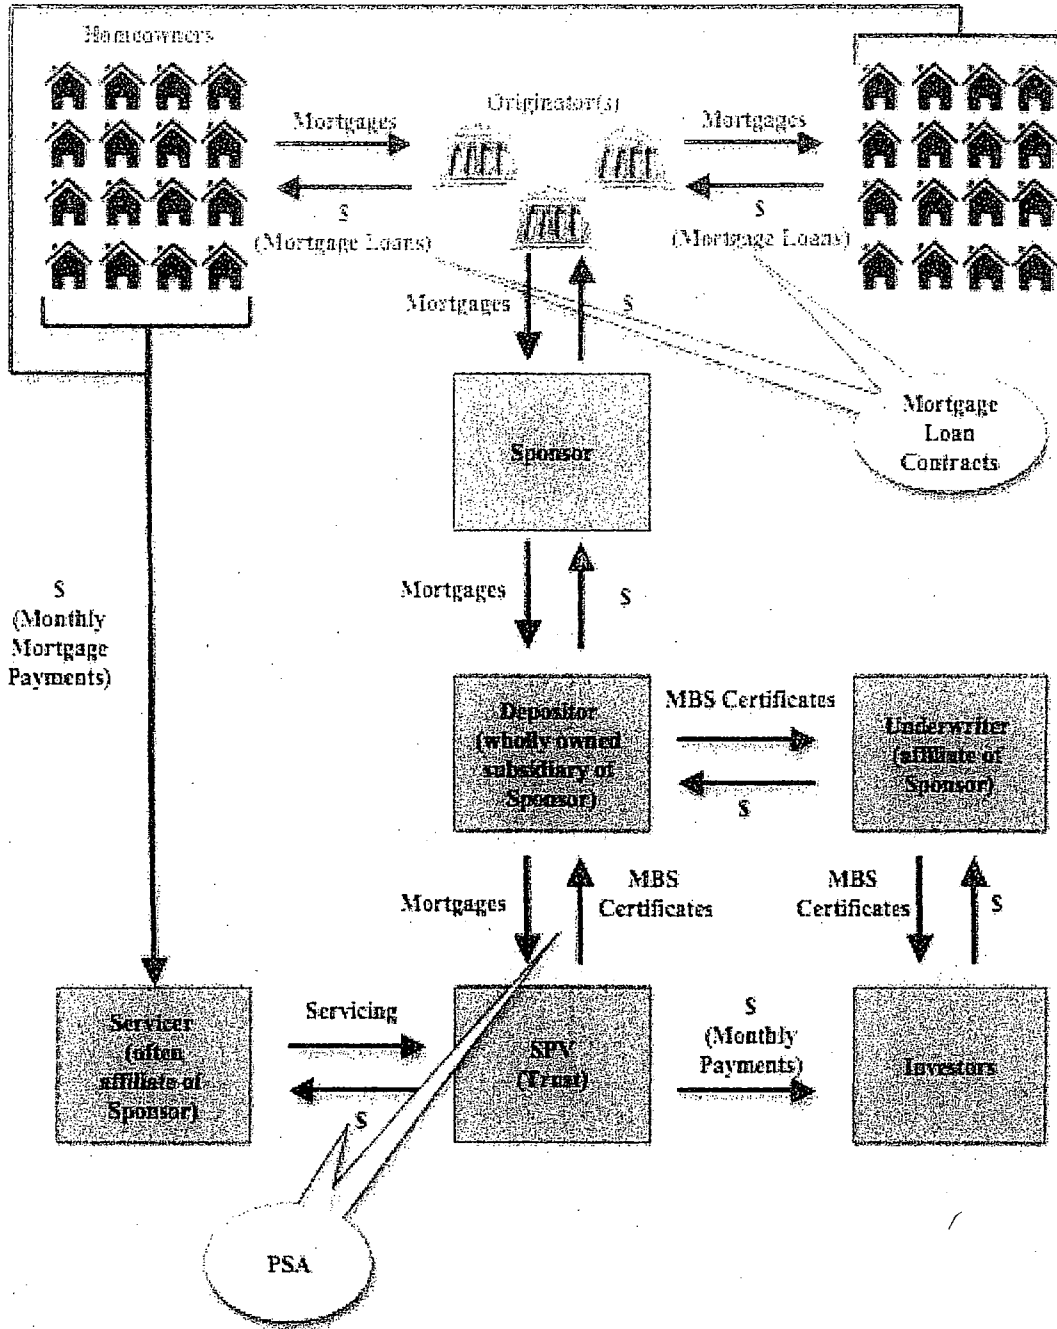 Homeowners
Originator(s)
Mortgages
Mortgages
$
(Mortgage Loans)
$
(Mortgage Loans)
Mortgages
$
Mortgage
Loan
Contracts
Sponsor
$
(Monthly
Mortgage
Payments)
Mortgages
$
Depositor
(wholly owned
subsidiary of
Sponsor)
MBS Certificates
$
Underwriter
(affiliate of
Sponsor)
Mortgages
MBS
Certificates
MBS
Certificates
$
Servicer
(often
affiliate of
Sponsor)
Servicing
$
SPV
(Trust)
$
(Monthly
Payments)
Investors
PSA